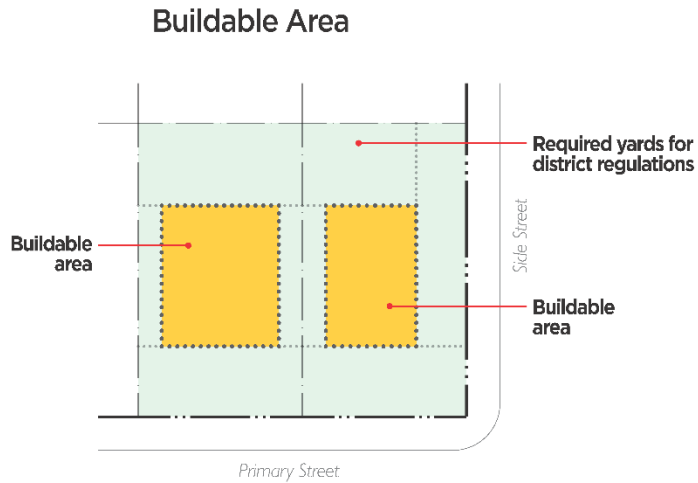 Buildable Area
Required yards for
district regulations
Side Street
Buildable
area
Buildable
area
Primary Street